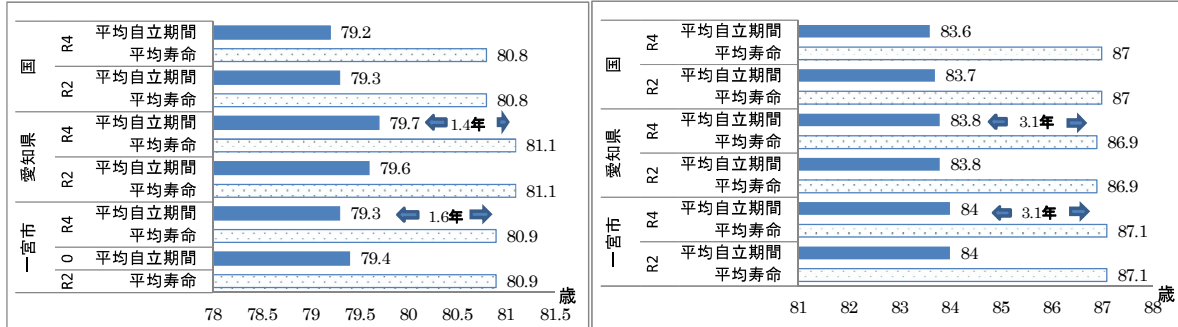 国
R4
平均自立期間 79.2
平均寿命 80.8
R2
平均自立期間 79.3
平均寿命 80.8
愛知県
R4
平均自立期間 79.7 1.4年
平均寿命 81.1
R2
平均自立期間 79.6
平均寿命 81.1
一宮市
R4
平均自立期間 79.3 1.6年
平均寿命 80.9
0
平均自立期間 79.4
R2
平均寿命 80.9
歳
78 78.5 79 79.5 80 80.5 81 81.5
国
R4
平均自立期間 83.6
平均寿命 87
R2
平均自立期間 83.7
平均寿命 87
愛知県
R4
平均自立期間 83.8 3.1年
平均寿命 86.9
R2
平均自立期間 83.8
平均寿命 86.9
一宮市
R4
平均自立期間 84 3.1年
平均寿命 87.1
R2
平均自立期間 84
平均寿命 87.1
歳
81 82 83 84 85 86 87 88